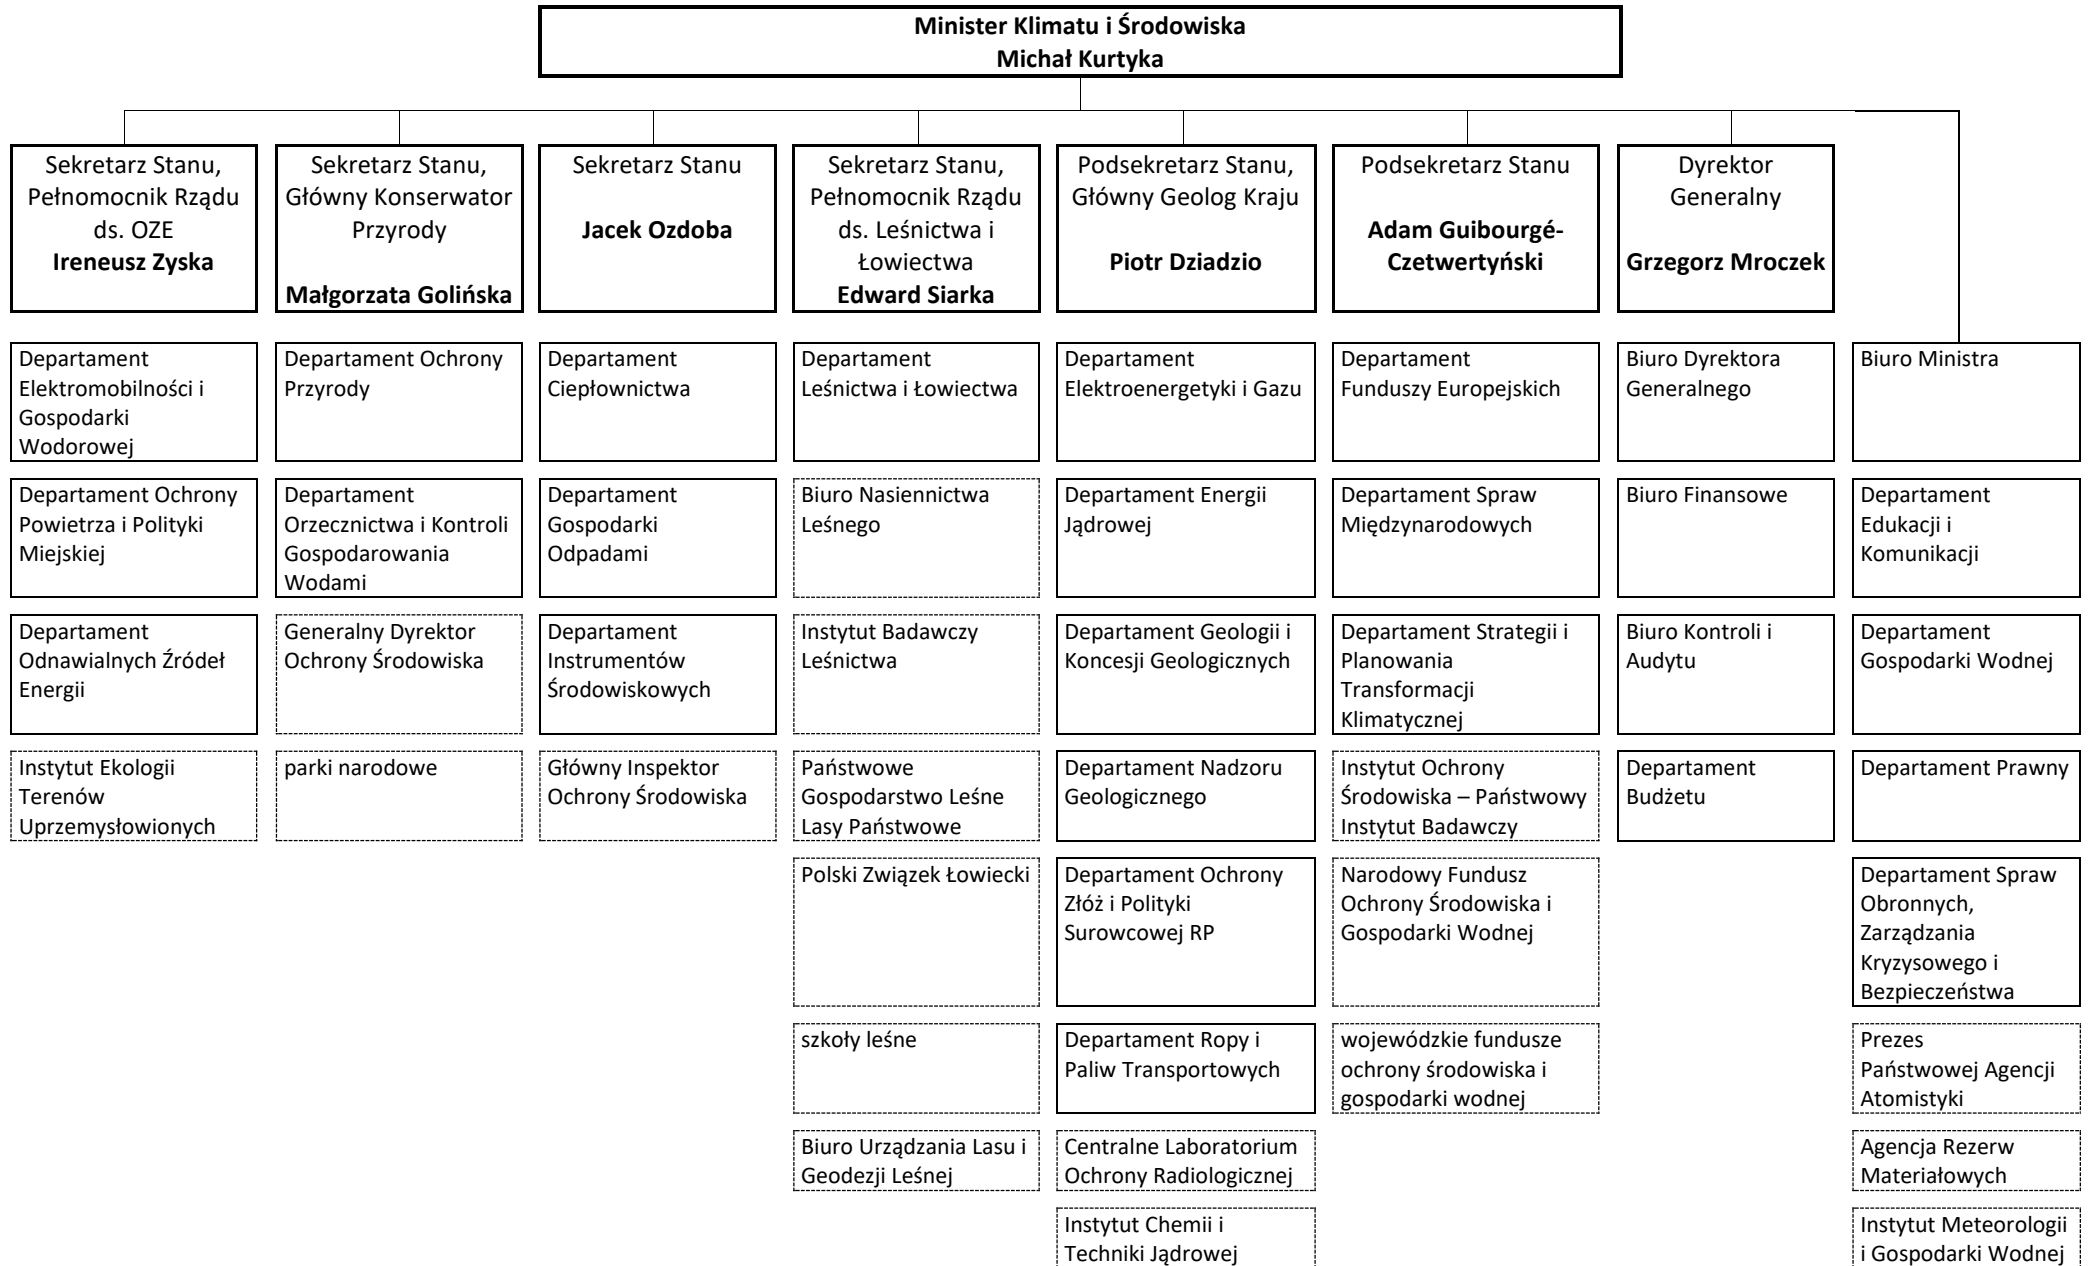 Minister Klimatu i Środowiska
Michał Kurtyka
Sekretarz Stanu,
Pełnomocnik Rządu
ds. OZE
Ireneusz Zyska
Sekretarz Stanu,
Główny Konserwator
Przyrody
Małgorzata Golińska
Sekretarz Stanu
Jacek Ozdoba
Sekretarz Stanu,
Pełnomocnik Rządu
ds. Leśnictwa i
Łowiectwa
Edward Siarka
Podsekretarz Stanu,
Główny Geolog Kraju
Piotr Dziadzio
Podsekretarz Stanu
Adam Guibourgé-
Czetwertyński
Dyrektor
Generalny
Grzegorz Mroczek
Departament
Elektromobilności i
Gospodarki
Wodorowej
Departament Ochrony
Przyrody
Departament
Ciepłownictwa
Departament
Leśnictwa i Łowiectwa
Departament
Elektroenergetyki i Gazu
Departament
Funduszy Europejskich
Biuro Dyrektora
Generalnego
Biuro Ministra
Departament Ochrony
Powietrza i Polityki
Miejskiej
Departament
Orzecznictwa i Kontroli
Gospodarowania
Wodami
Departament
Gospodarki
Odpadami
Biuro Nasiennictwa
Leśnego
Departament Energii
Jądrowej
Departament Spraw
Międzynarodowych
Biuro Finansowe
Departament
Edukacji i
Komunikacji
Departament
Odnawialnych Źródeł
Energii
Generalny Dyrektor
Ochrony Środowiska
Departament
Instrumentów
Środowiskowych
Instytut Badawczy
Leśnictwa
Departament Geologii i
Koncesji Geologicznych
Departament Strategii i
Planowania
Transformacji
Klimatycznej
Biuro Kontroli i
Audytu
Departament
Gospodarki Wodnej
Instytut Ekologii
Terenów
Uprzemysłowionych
parki narodowe
Główny Inspektor
Ochrony Środowiska
Państwowe
Gospodarstwo Leśne
Lasy Państwowe
Departament Nadzoru
Geologicznego
Instytut Ochrony
Środowiska – Państwowy
Instytut Badawczy
Departament
Budżetu
Departament Prawny
Polski Związek Łowiecki
Departament Ochrony
Złóż i Polityki
Surowcowej RP
Narodowy Fundusz
Ochrony Środowiska i
Gospodarki Wodnej
Departament Spraw
Obronnych,
Zarządzania
Kryzysowego i
Bezpieczeństwa
szkoły leśne
Departament Ropy i
Paliw Transportowych
wojewódzkie fundusze
ochrony środowiska i
gospodarki wodnej
Prezes
Państwowej Agencji
Atomistyki
Biuro Urządzania Lasu i
Geodezji Leśnej
Centralne Laboratorium
Ochrony Radiologicznej
Agencja Rezerw
Materiałowych
Instytut Chemii i
Techniki Jądrowej
Instytut Meteorologii
i Gospodarki Wodnej